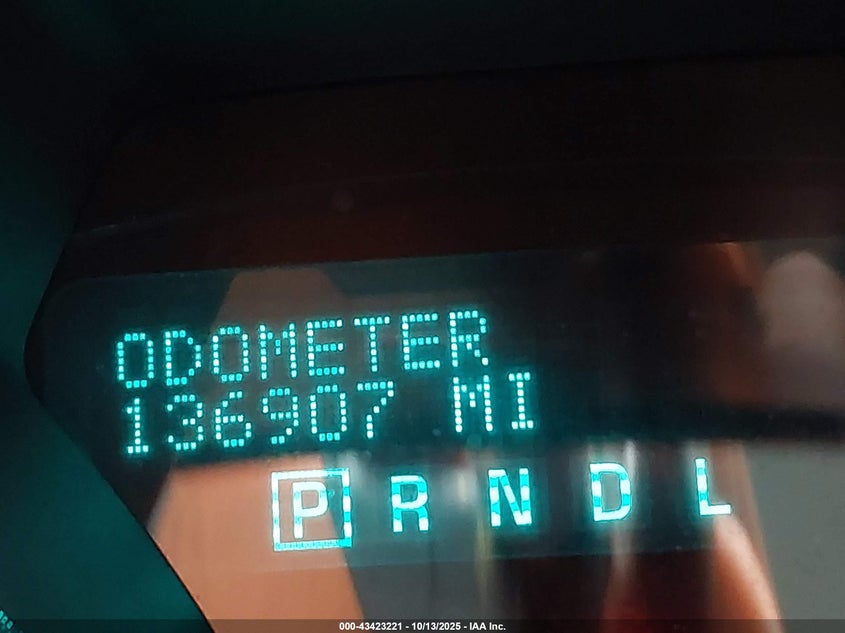 ODOMETER
136907 MI
P R N D L
000-43423221 - 10/13/2025 - IAA Inc.